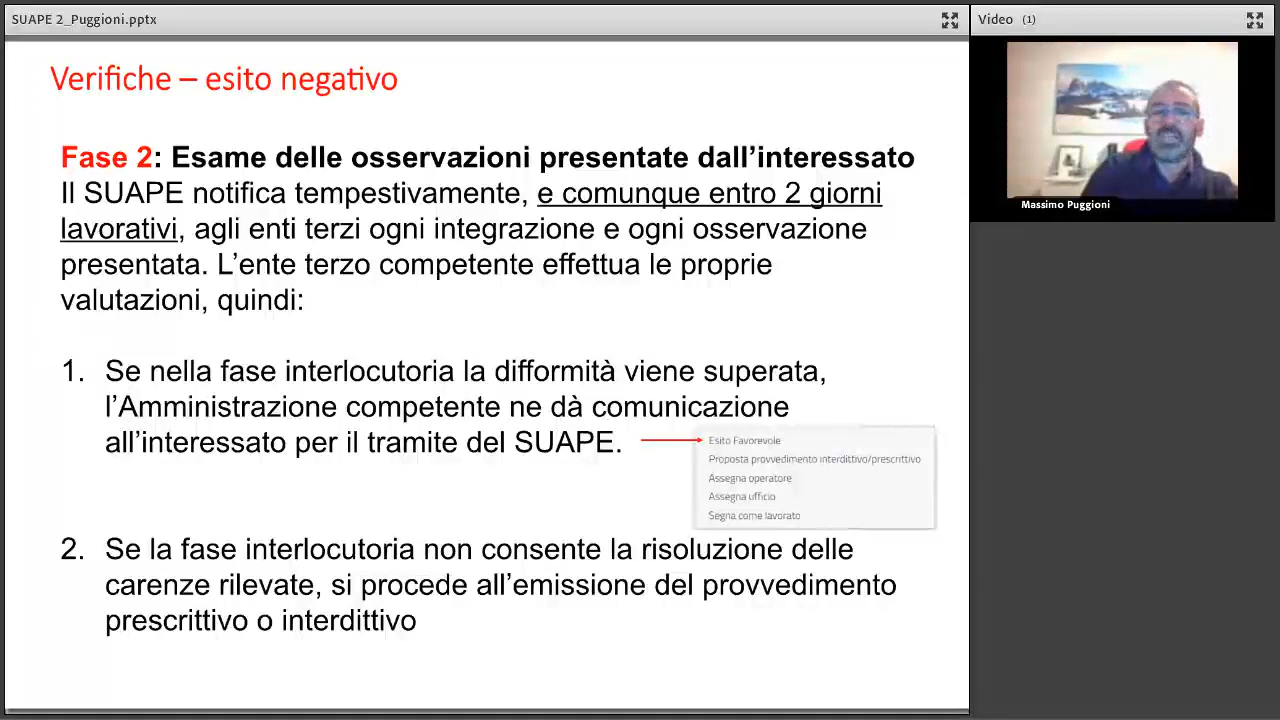 SUAPE 2_Puggioni.pptx
Video (1)
Massimo Puggioni
Verifiche – esito negativo
Fase 2: Esame delle osservazioni presentate dall’interessato
Il SUAPE notifica tempestivamente, e comunque entro 2 giorni
lavorativi, agli enti terzi ogni integrazione e ogni osservazione
presentata. L’ente terzo competente effettua le proprie
valutazioni, quindi:
1. Se nella fase interlocutoria la difformità viene superata,
l’Amministrazione competente ne dà comunicazione
all’interessato per il tramite del SUAPE.
Esito Favorevole
Proposta provvedimento interdittivo/prescrittivo
Assegna operatore
Assegna ufficio
Segna come lavorato
2. Se la fase interlocutoria non consente la risoluzione delle
carenze rilevate, si procede all’emissione del provvedimento
prescrittivo o interdittivo